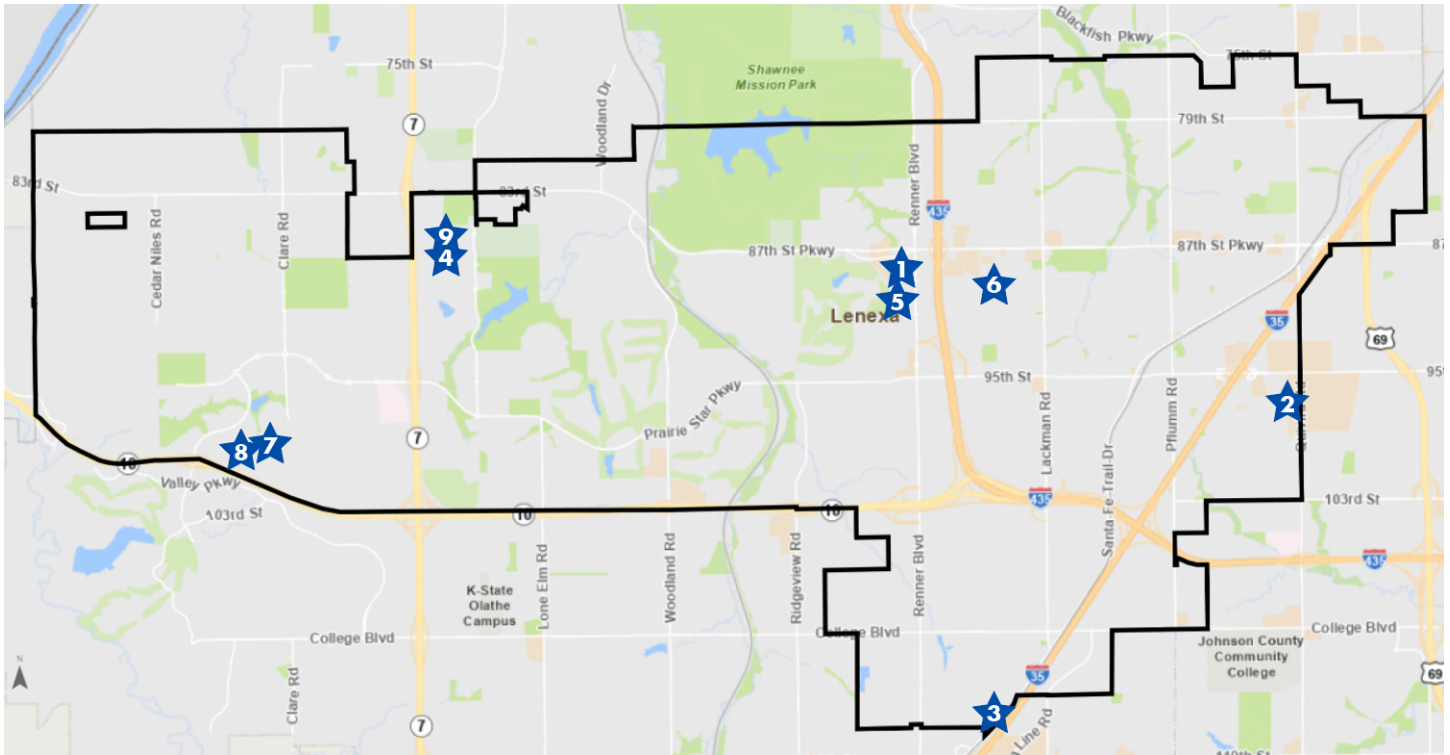 Blackfish Pkwy
75th St
75th St
Shawnee
Mission Park
Woodland Dr
7
79th St
Renner Blvd
83rd St
83rd St
435
Cedar Niles Rd
Clare Rd
9
4
87th St Pkwy
87th St Pkwy
87
1
6
5
Lenexa
35
69
95th St
95
Prairie Star Pkwy
Lackman Rd
Pflumm Rd
2
7
8
7
10
Valley Pkwy
103rd St
10
10
435
103rd St
Santa Fe Trail Dr
435
Lone Elm Rd
Woodland Rd
Ridgeview Rd
Renner Blvd
K-State
Olathe
Campus
College Blvd
College Blvd
College Blvd
Johnson County
Community
College
N
Clare Rd
35
69
3
7
Line Rd